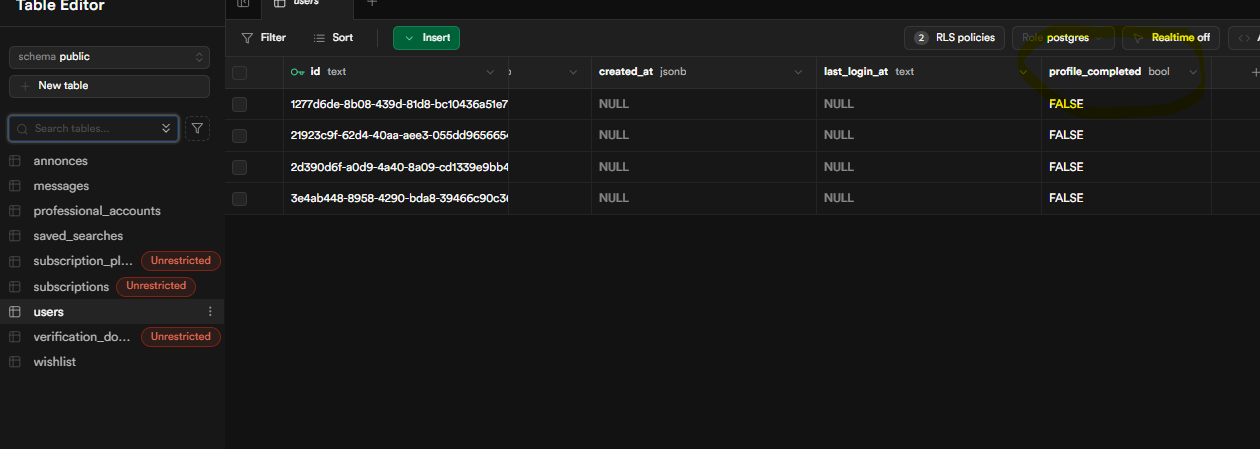 Table Editor
users
schema public
New table
Search tables...
annonces
messages
professional_accounts
saved_searches
subscription_pl... Unrestricted
subscriptions Unrestricted
users
verification_do... Unrestricted
wishlist
Filter Sort Insert 2 RLS policies Role postgres Realtime off
id text created_at jsonb last_login_at text profile_completed bool
1277d6de-8b08-439d-81d8-bc10436a51e7 NULL NULL FALSE
21923c9f-62d4-40aa-aee3-055dd9656654 NULL NULL FALSE
2d390d6f-a0d9-4a40-8a09-cd1339e9bb4 NULL NULL FALSE
3e4ab448-8958-4290-bda8-39466c90c3 NULL NULL FALSE